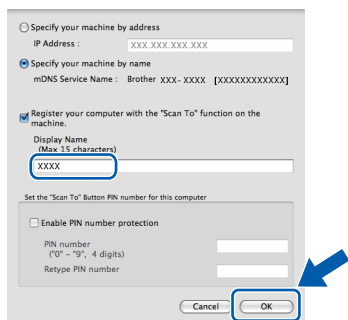 Specify your machine by address
IP Address :
XXX.XXX.XXX.XXX
Specify your machine by name
mDNS Service Name : Brother XXX-XXXX [XXXXXXXXXXXX]
Register your computer with the "Scan To" function on the
machine.
Display Name
(Max 15 characters)
XXXX
Set the "Scan To" Button PIN number for this computer
Enable PIN number protection
PIN number
("0" – "9", 4 digits)
Retype PIN number
Cancel OK